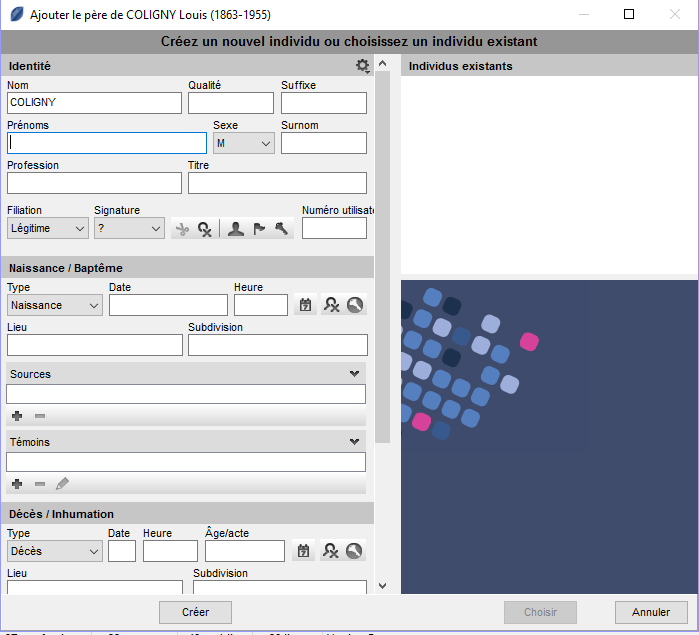 Ajouter le père de COLIGNY Louis (1863-1955)
Créez un nouvel individu ou choisissez un individu existant
Identité
Individus existants
Nom Qualité Suffixe
COLIGNY
Prénoms Sexe Surnom
M
Profession Titre
Filiation Signature Numéro utilisate
Légitime ?
Naissance / Baptême
Type Date Heure
Naissance
Lieu Subdivision
Sources
Témoins
Décès / Inhumation
Type Date Heure Âge/acte
Décès
Lieu Subdivision
Créer Choisir Annuler